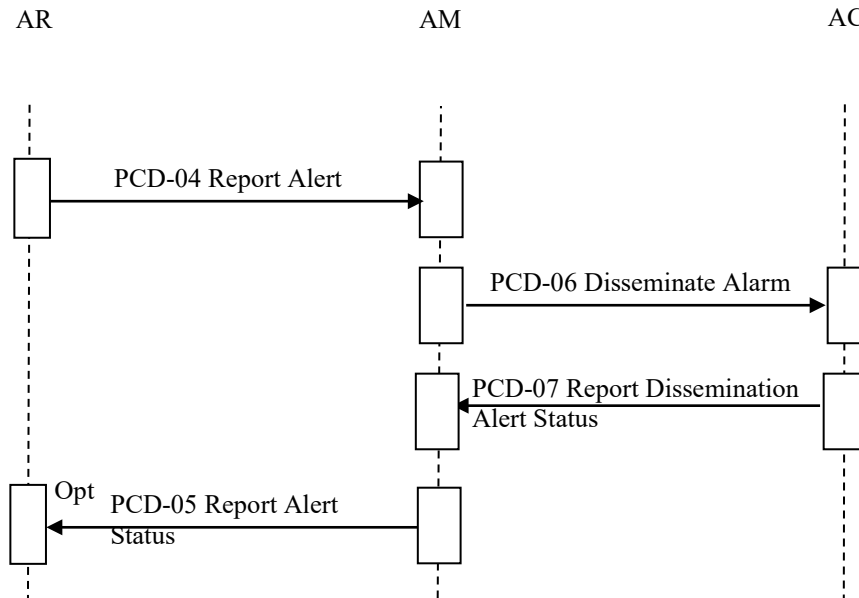 AR
AM
PCD-04 Report Alert
PCD-06 Disseminate Alarm
PCD-07 Report Dissemination
Alert Status
Opt
PCD-05 Report Alert
Status